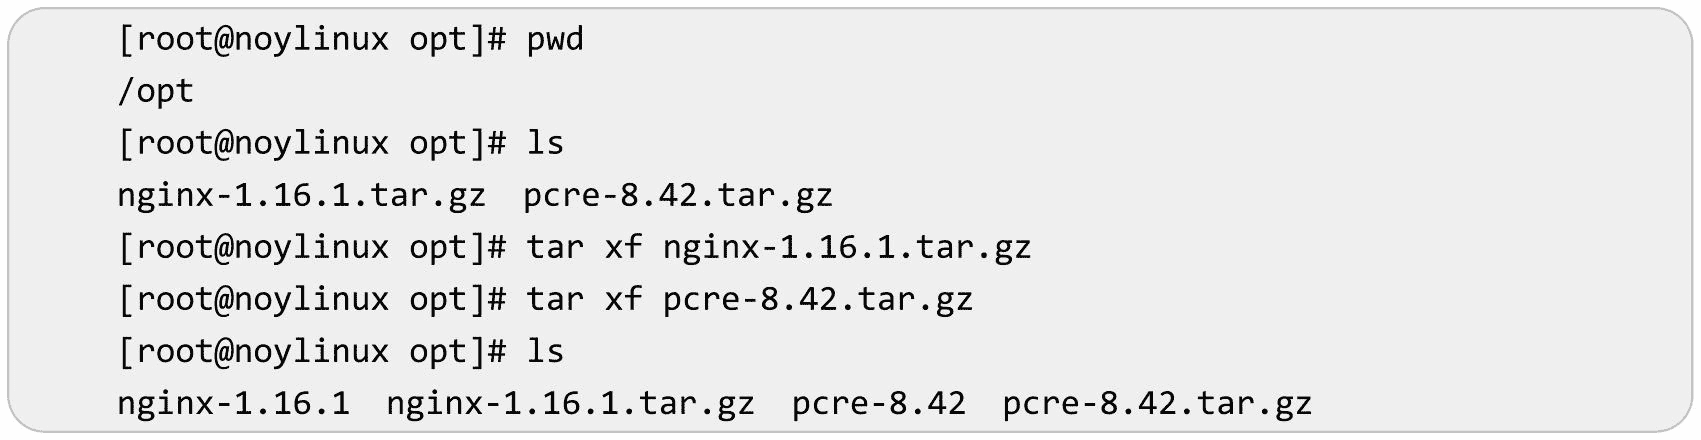 [root@noylinux opt]# pwd
/opt
[root@noylinux opt]# ls
nginx-1.16.1.tar.gz  pcre-8.42.tar.gz
[root@noylinux opt]# tar xf nginx-1.16.1.tar.gz
[root@noylinux opt]# tar xf pcre-8.42.tar.gz
[root@noylinux opt]# ls
nginx-1.16.1  nginx-1.16.1.tar.gz  pcre-8.42  pcre-8.42.tar.gz